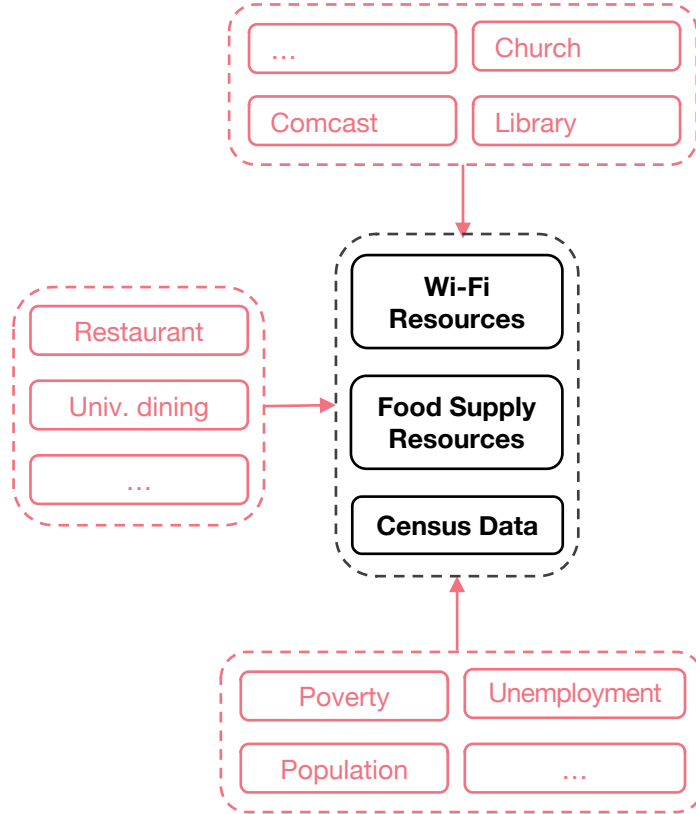 ...
Church
Comcast
Library
Wi-Fi
Resources
Restaurant
Univ. dining
...
Food Supply
Resources
Census Data
Poverty
Unemployment
Population
...